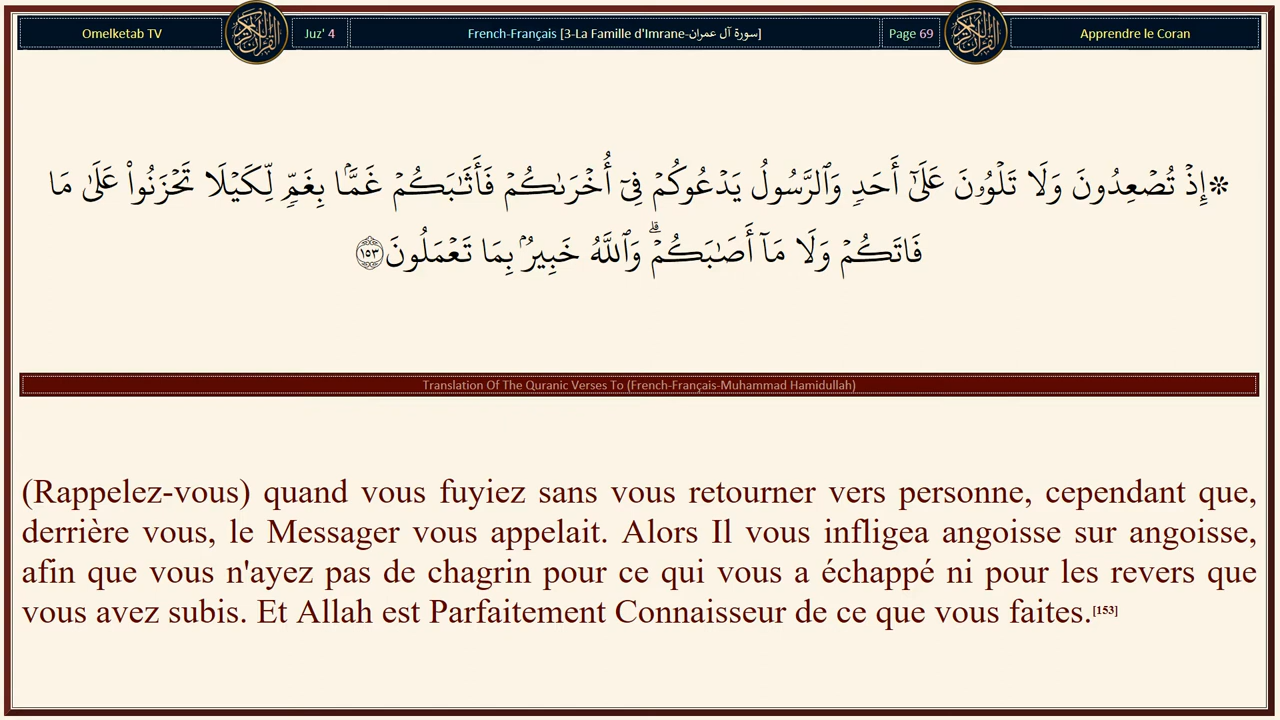 Omelketab TV
Juz' 4
French-Français [3-La Famille d'Imrane-سورة آل عمران]
Page 69
Apprendre le Coran
۞إِذۡ تُصۡعِدُونَ وَلَا تَلۡوُۥنَ عَلَىٰٓ أَحَدٖ وَٱلرَّسُولُ يَدۡعُوكُمۡ فِيٓ أُخۡرَىٰكُمۡ فَأَثَٰبَكُمۡ غَمَّۢا بِغَمّٖ لِّكَيۡلَا تَحۡزَنُواْ عَلَىٰ مَا
فَاتَكُمۡ وَلَا مَآ أَصَٰبَكُمۡۗ وَٱللَّهُ خَبِيرُۢ بِمَا تَعۡمَلُونَ ١٥٣
Translation Of The Quranic Verses To (French-Français-Muhammad Hamidullah)
(Rappelez-vous) quand vous fuyiez sans vous retourner vers personne, cependant que,
derrière vous, le Messager vous appelait. Alors Il vous infligea angoisse sur angoisse,
afin que vous n'ayez pas de chagrin pour ce qui vous a échappé ni pour les revers que
vous avez subis. Et Allah est Parfaitement Connaisseur de ce que vous faites.[153]